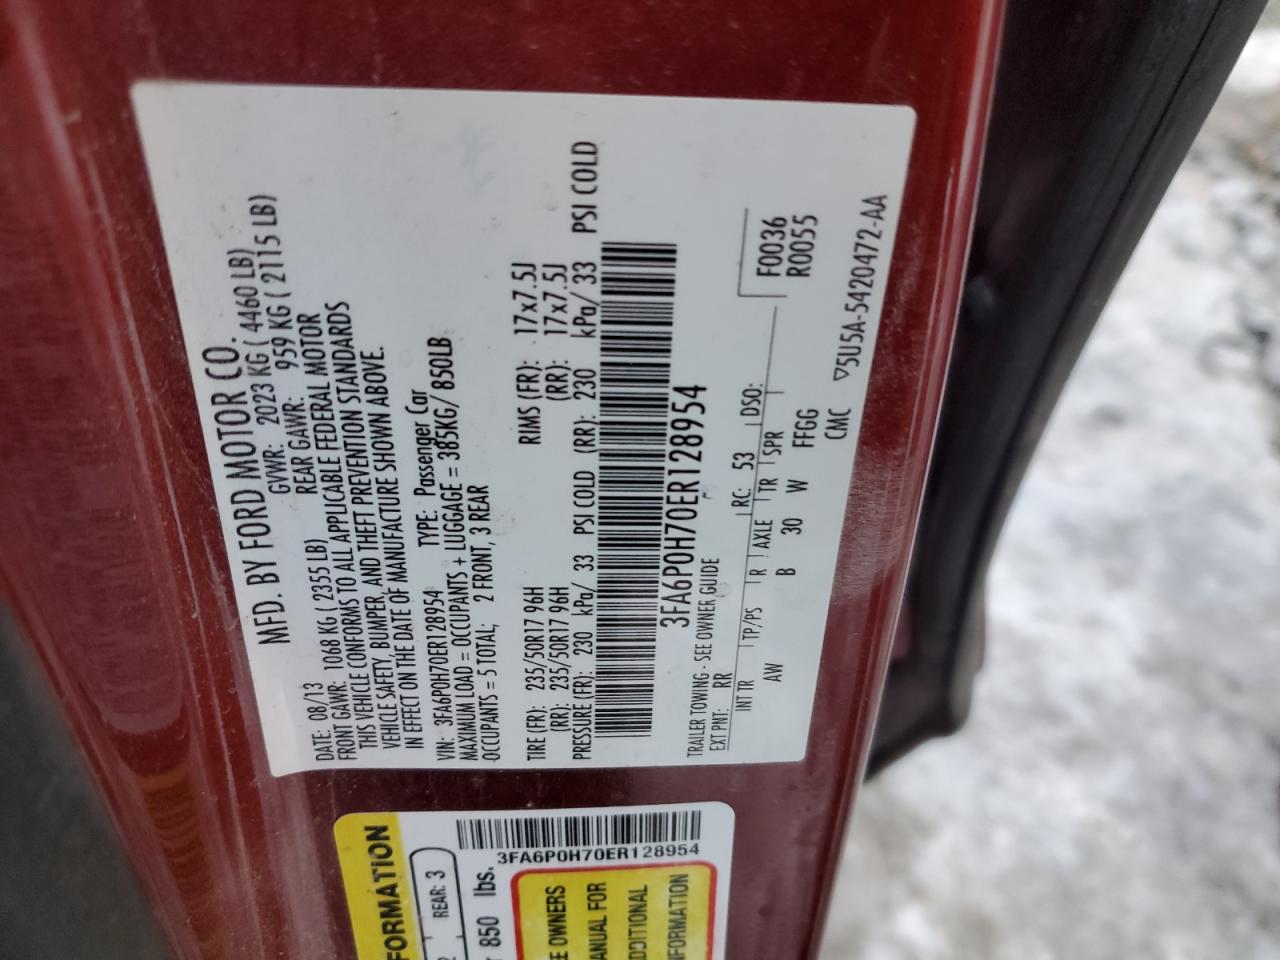 MFD. BY FORD MOTOR CO.
DATE: 08/13 GVWR: 2023 KG ( 4460 LB)
FRONT GAWR: 1068 KG ( 2355 LB) REAR GAWR: 959 KG ( 2115 LB)
THIS VEHICLE CONFORMS TO ALL APPLICABLE FEDERAL MOTOR
VEHICLE SAFETY, BUMPER, AND THEFT PREVENTION STANDARDS
IN EFFECT ON THE DATE OF MANUFACTURE SHOWN ABOVE.
VIN: 3FA6P0H70ER128954 TYPE: Passenger Car
MAXIMUM LOAD = OCCUPANTS + LUGGAGE = 385KG/ 850LB
OCCUPANTS = 5 TOTAL; 2 FRONT, 3 REAR
TIRE (FR): 235/50R17 96H RIMS (FR): 17x7.5J
(RR): 235/50R17 96H (RR): 17x7.5J
PRESSURE (FR): 230 kPa/ 33 PSI COLD (RR): 230 kPa/ 33 PSI COLD
3FA6P0H70ER128954
TRAILER TOWING - SEE OWNER GUIDE
EXT PNT: RR RC: 53 DSO: F0036
R0055
INT TR TP/PS R AXLE TR SPR
AW B 30 W FFGG
CMC ▽5U5A-5420472-AA
FORMATION
REAR: 3
850 lbs.
3FA6P0H70ER128954
E OWNERS
ANUAL FOR
DDITIONAL
NFORMATION